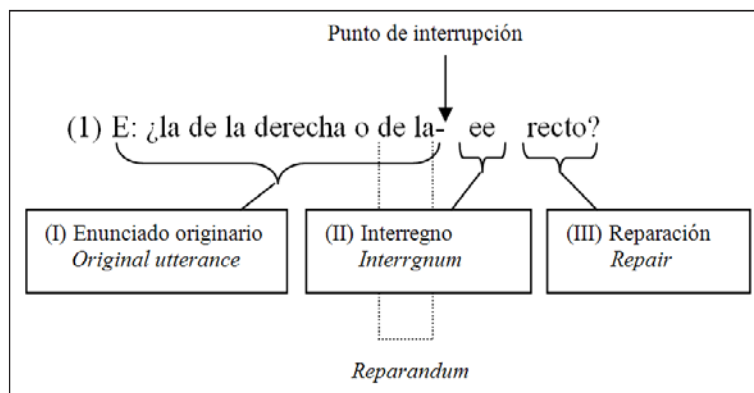 Punto de interrupción
(1) E: ¿la de la derecha o de la- ee recto?
(I) Enunciado originario
Original utterance
(II) Interregno
Interrgnum
(III) Reparación
Repair
Reparandum